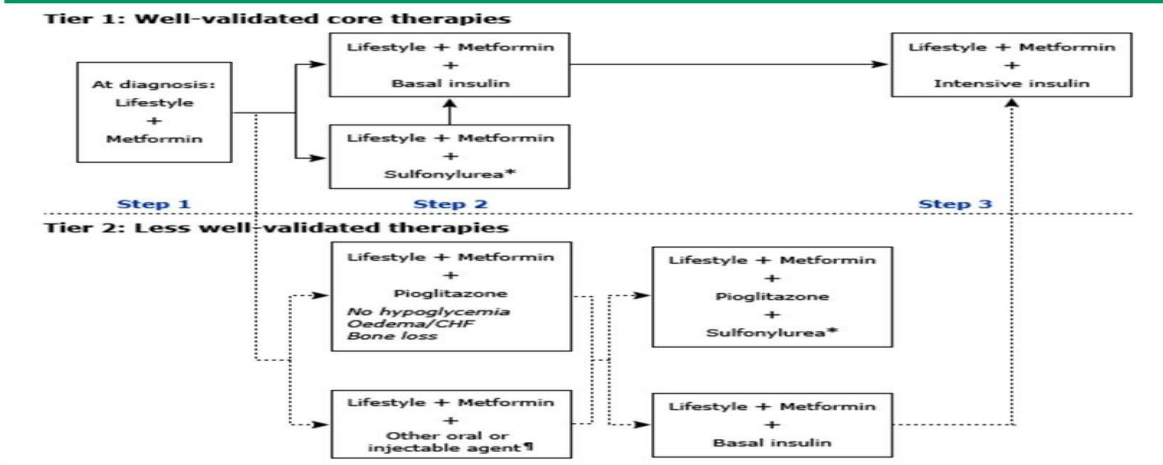 Tier 1: Well-validated core therapies
At diagnosis:
Lifestyle
+
Metformin
Lifestyle + Metformin
+
Basal insulin
Lifestyle + Metformin
+
Sulfonylurea*
Lifestyle + Metformin
+
Intensive insulin
Step 1
Step 2
Step 3
Tier 2: Less well-validated therapies
Lifestyle + Metformin
+
Pioglitazone
No hypoglycemia
Oedema/CHF
Bone loss
Lifestyle + Metformin
+
Other oral or
injectable agent¶
Lifestyle + Metformin
+
Pioglitazone
+
Sulfonylurea*
Lifestyle + Metformin
+
Basal insulin